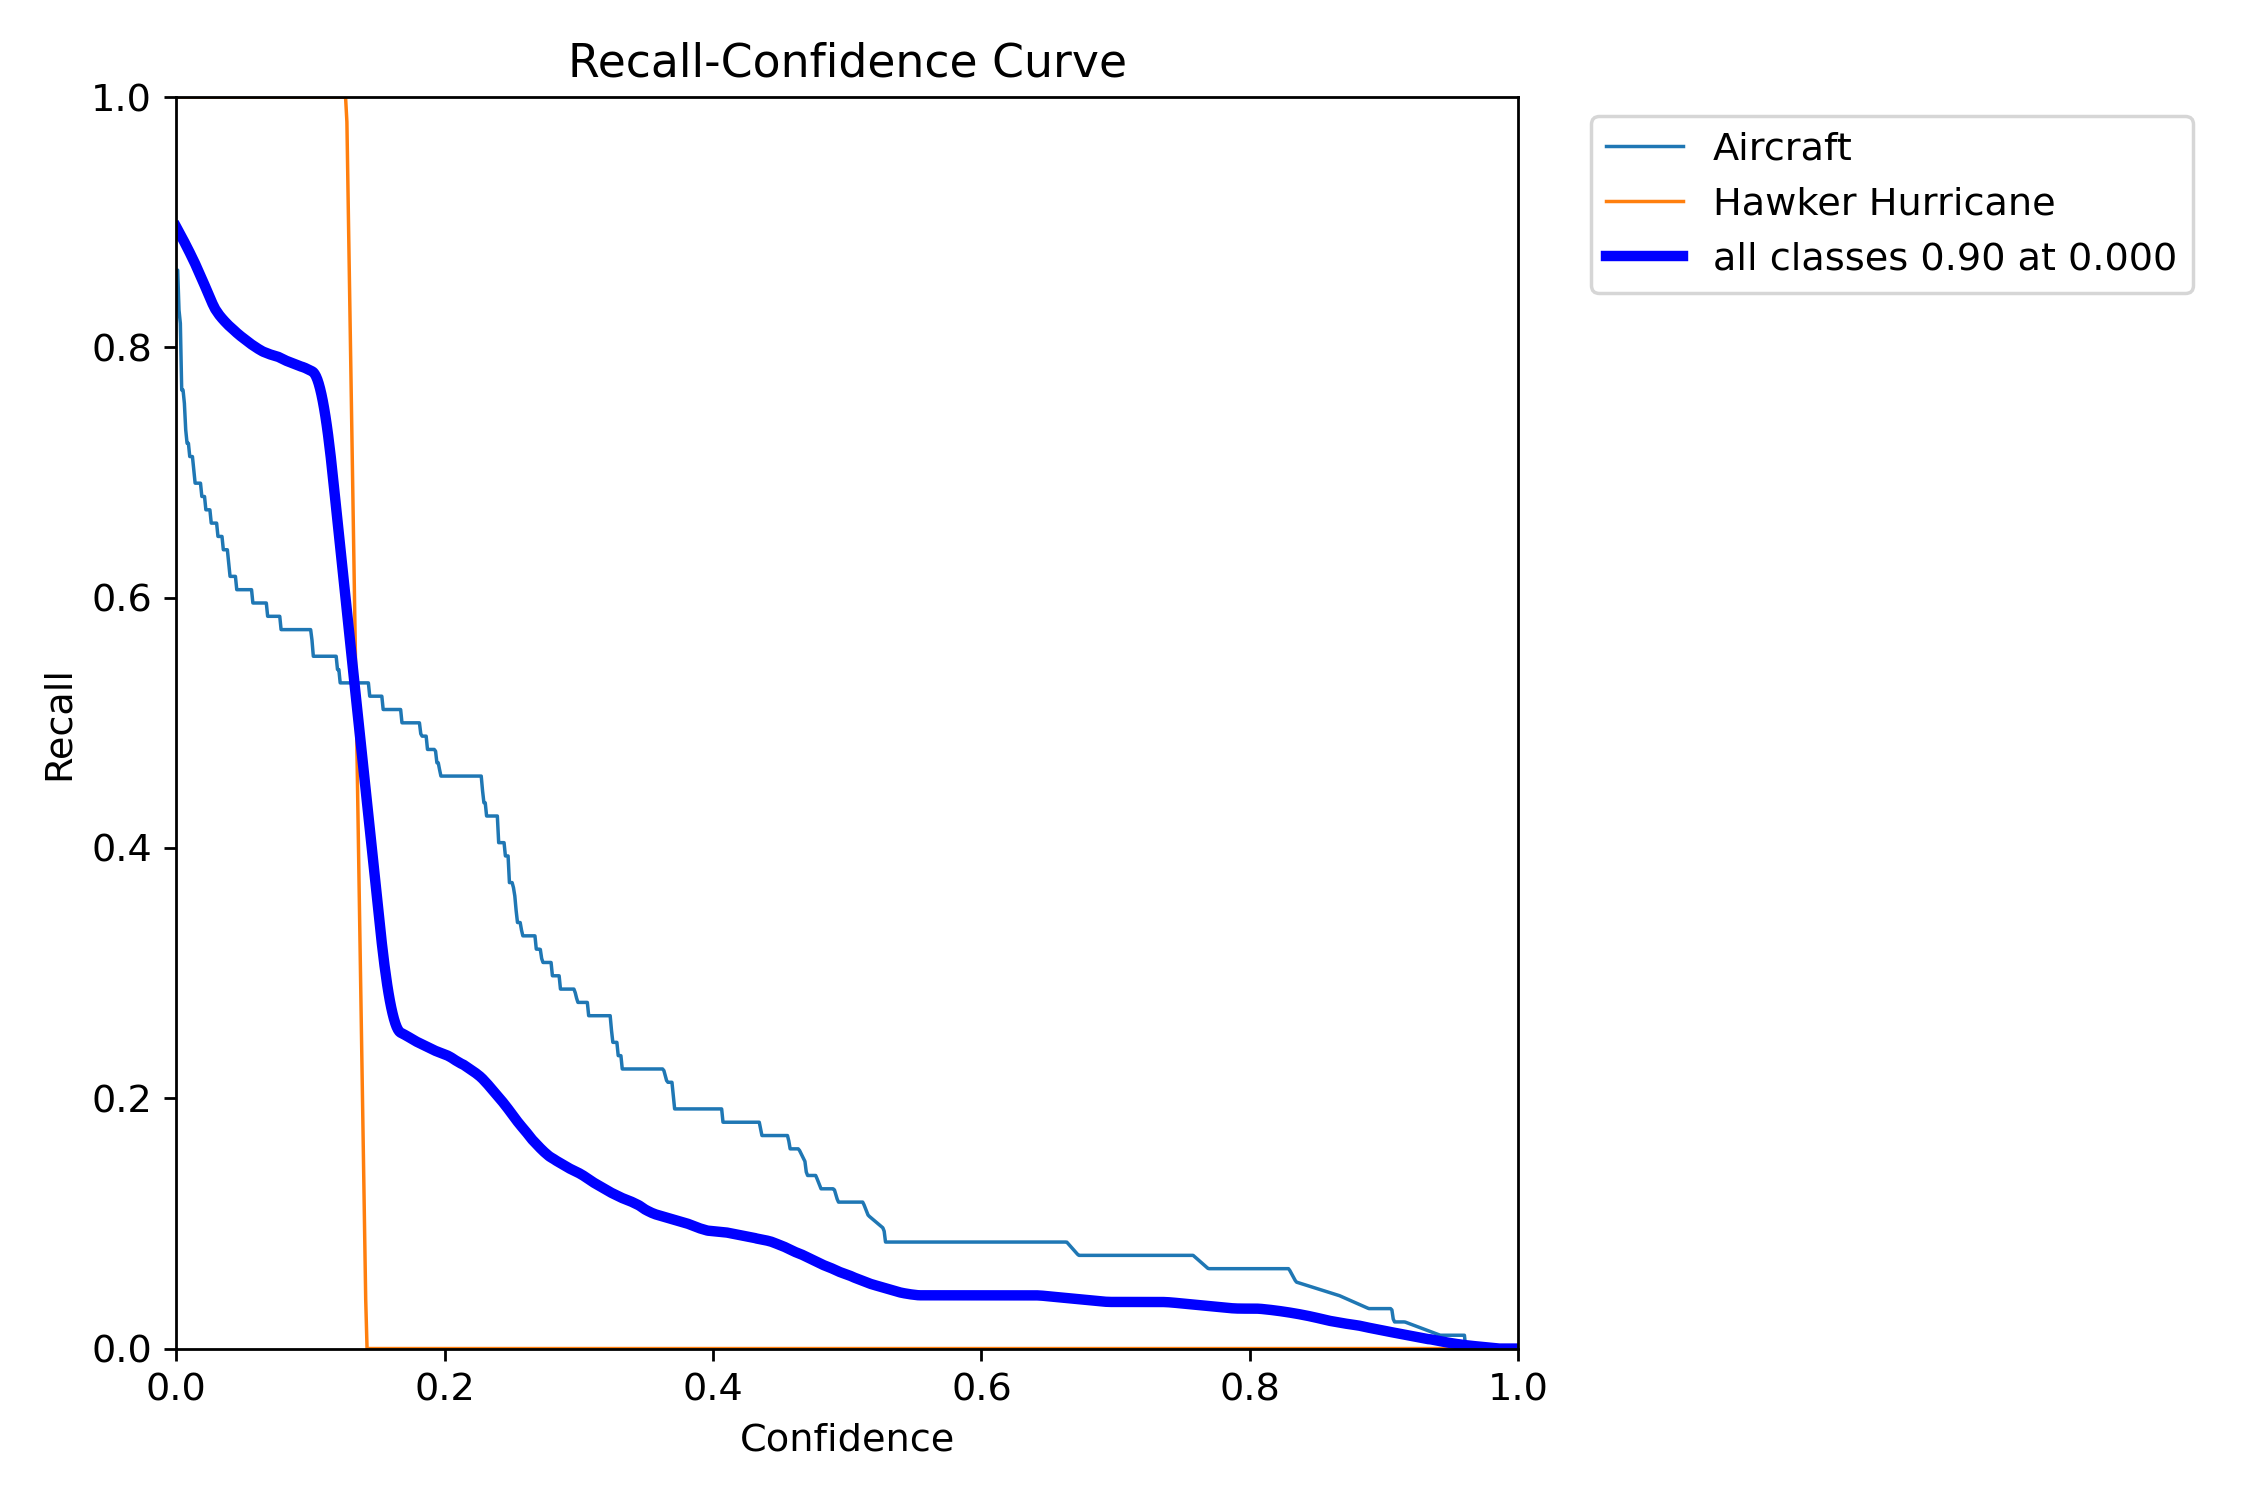 Recall-Confidence Curve
1.0
0.8
0.6
0.4
0.2
0.0
Recall
0.0 0.2 0.4 0.6 0.8 1.0
Confidence
Aircraft
Hawker Hurricane
all classes 0.90 at 0.000